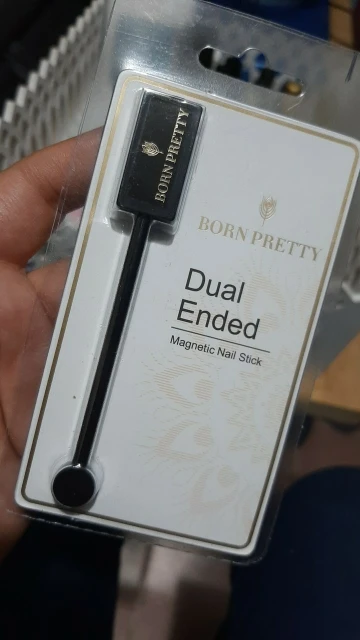 BORN PRETTY
BORN PRETTY
Dual
Ended
Magnetic Nail Stick